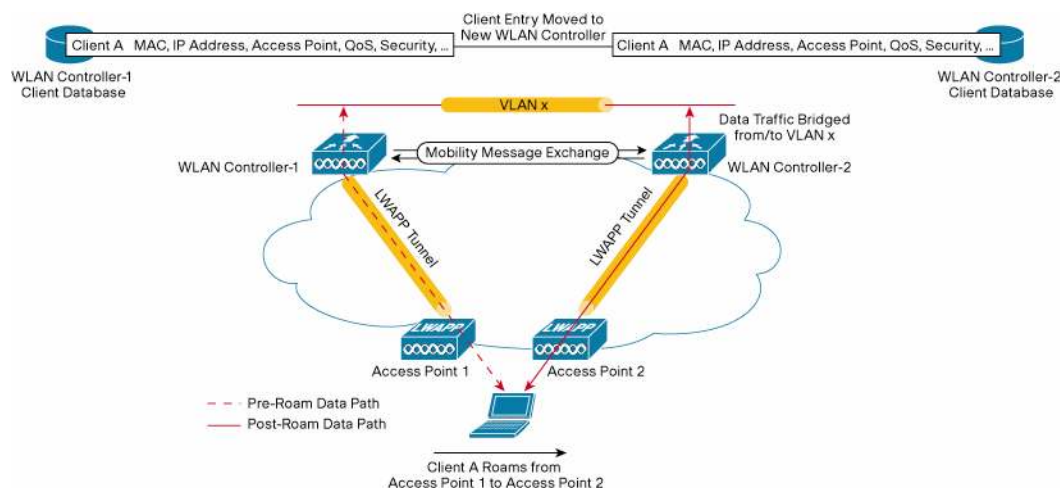 Client Entry Moved to
New WLAN Controller
Client A MAC, IP Address, Access Point, QoS, Security, ...
Client A MAC, IP Address, Access Point, QoS, Security, ...
WLAN Controller-1
Client Database
WLAN Controller-2
Client Database
VLAN x
Data Traffic Bridged
from/to VLAN x
WLAN Controller-1
Mobility Message Exchange
WLAN Controller-2
LWAPP Tunnel
LWAPP Tunnel
LWAPP
LWAPP
Access Point 1
Access Point 2
Pre-Roam Data Path
Post-Roam Data Path
Client A Roams from
Access Point 1 to Access Point 2